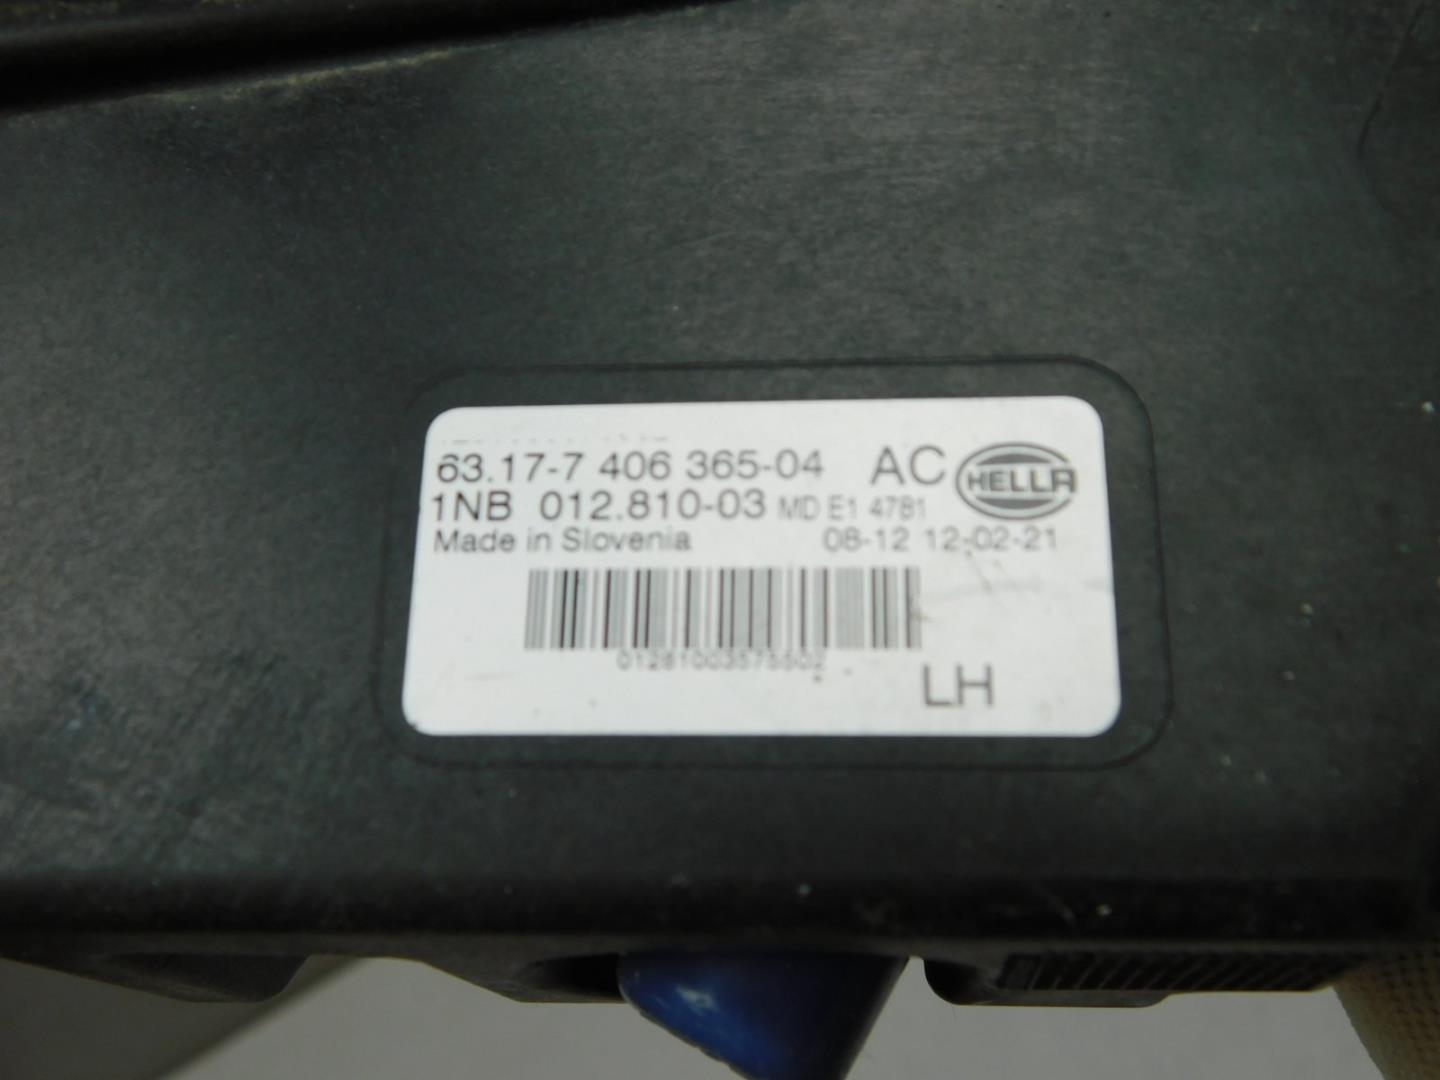 63.17-7 406 365-04 AC HELLA
1NB 012.810-03 MD E1 4781
Made in Slovenia 08-12 12-02-21
01281003575502
LH